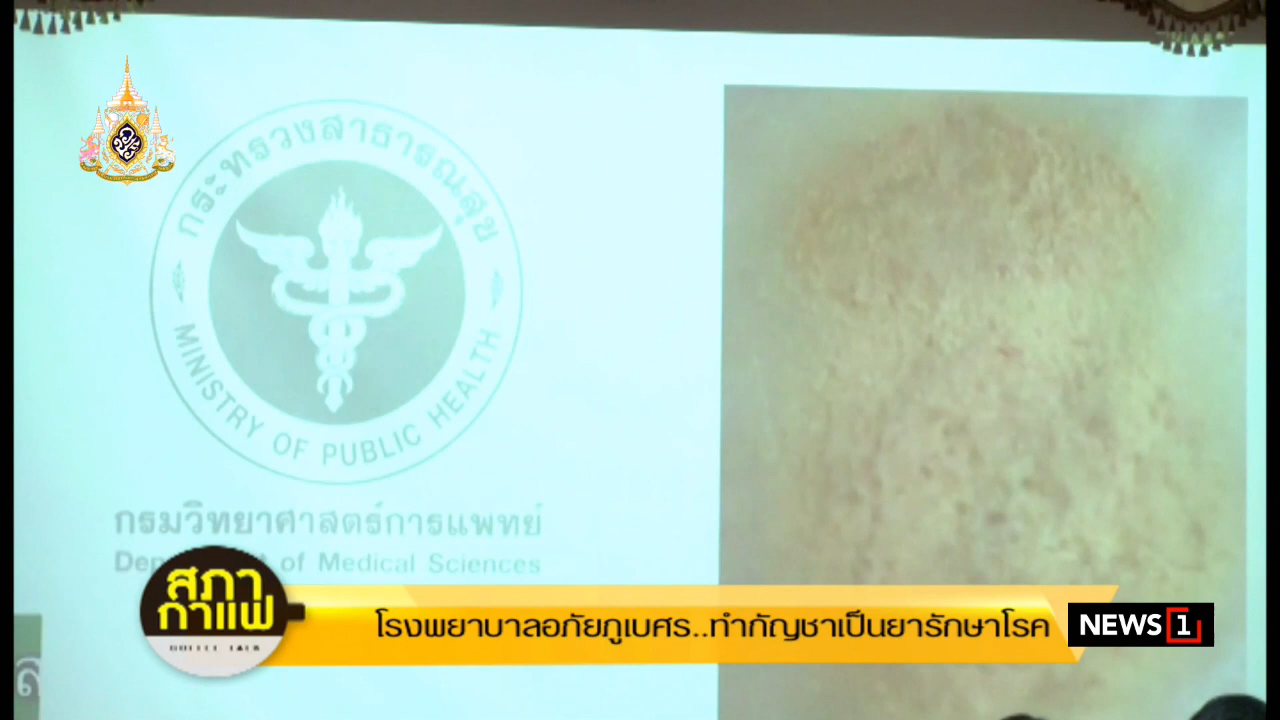 กระทรวงสาธารณสุข
MINISTRY OF PUBLIC HEALTH
กรมวิทยาศาสตร์การแพทย์
of Medical Sciences
สภา
กาแฟ
COFFEE TALK
โรงพยาบาลอภัยภูเบศร..ทำกัญชาเป็นยารักษาโรค
NEWS 1